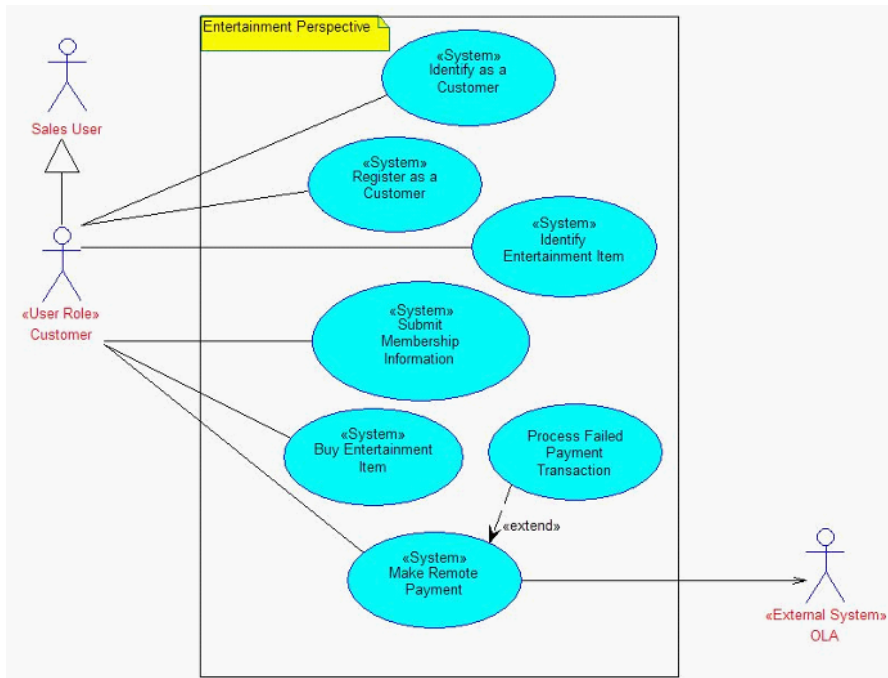 Entertainment Perspective
«System»
Identify as a
Customer
Sales User
«System»
Register as a
Customer
«System»
Identify
Entertainment Item
«User Role»
Customer
«System»
Submit
Membership
Information
«System»
Buy Entertainment
Item
Process Failed
Payment
Transaction
«extend»
«System»
Make Remote
Payment
«External System»
OLA